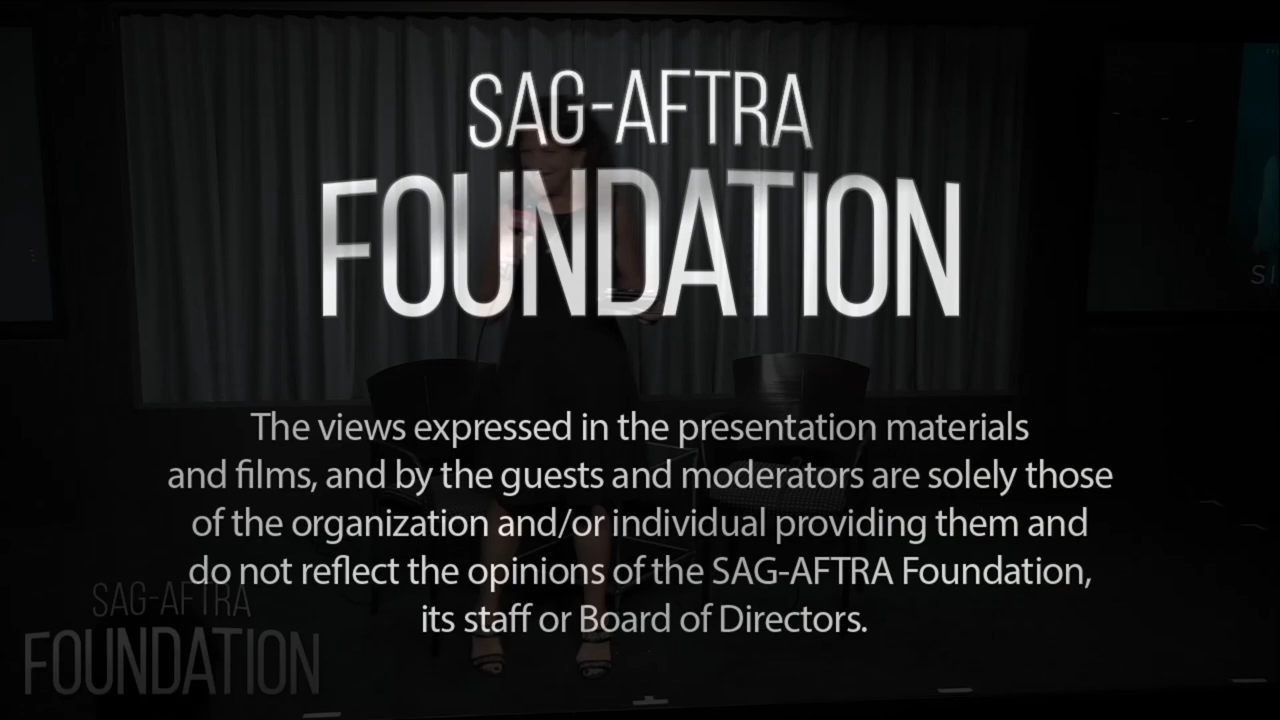 SAG-AFTRA
FOUNDATION
The views expressed in the presentation materials
and films, and by the guests and moderators are solely those
of the organization and/or individual providing them and
do not reflect the opinions of the SAG-AFTRA Foundation,
its staff or Board of Directors.
SAG-AFTRA
FOUNDATION